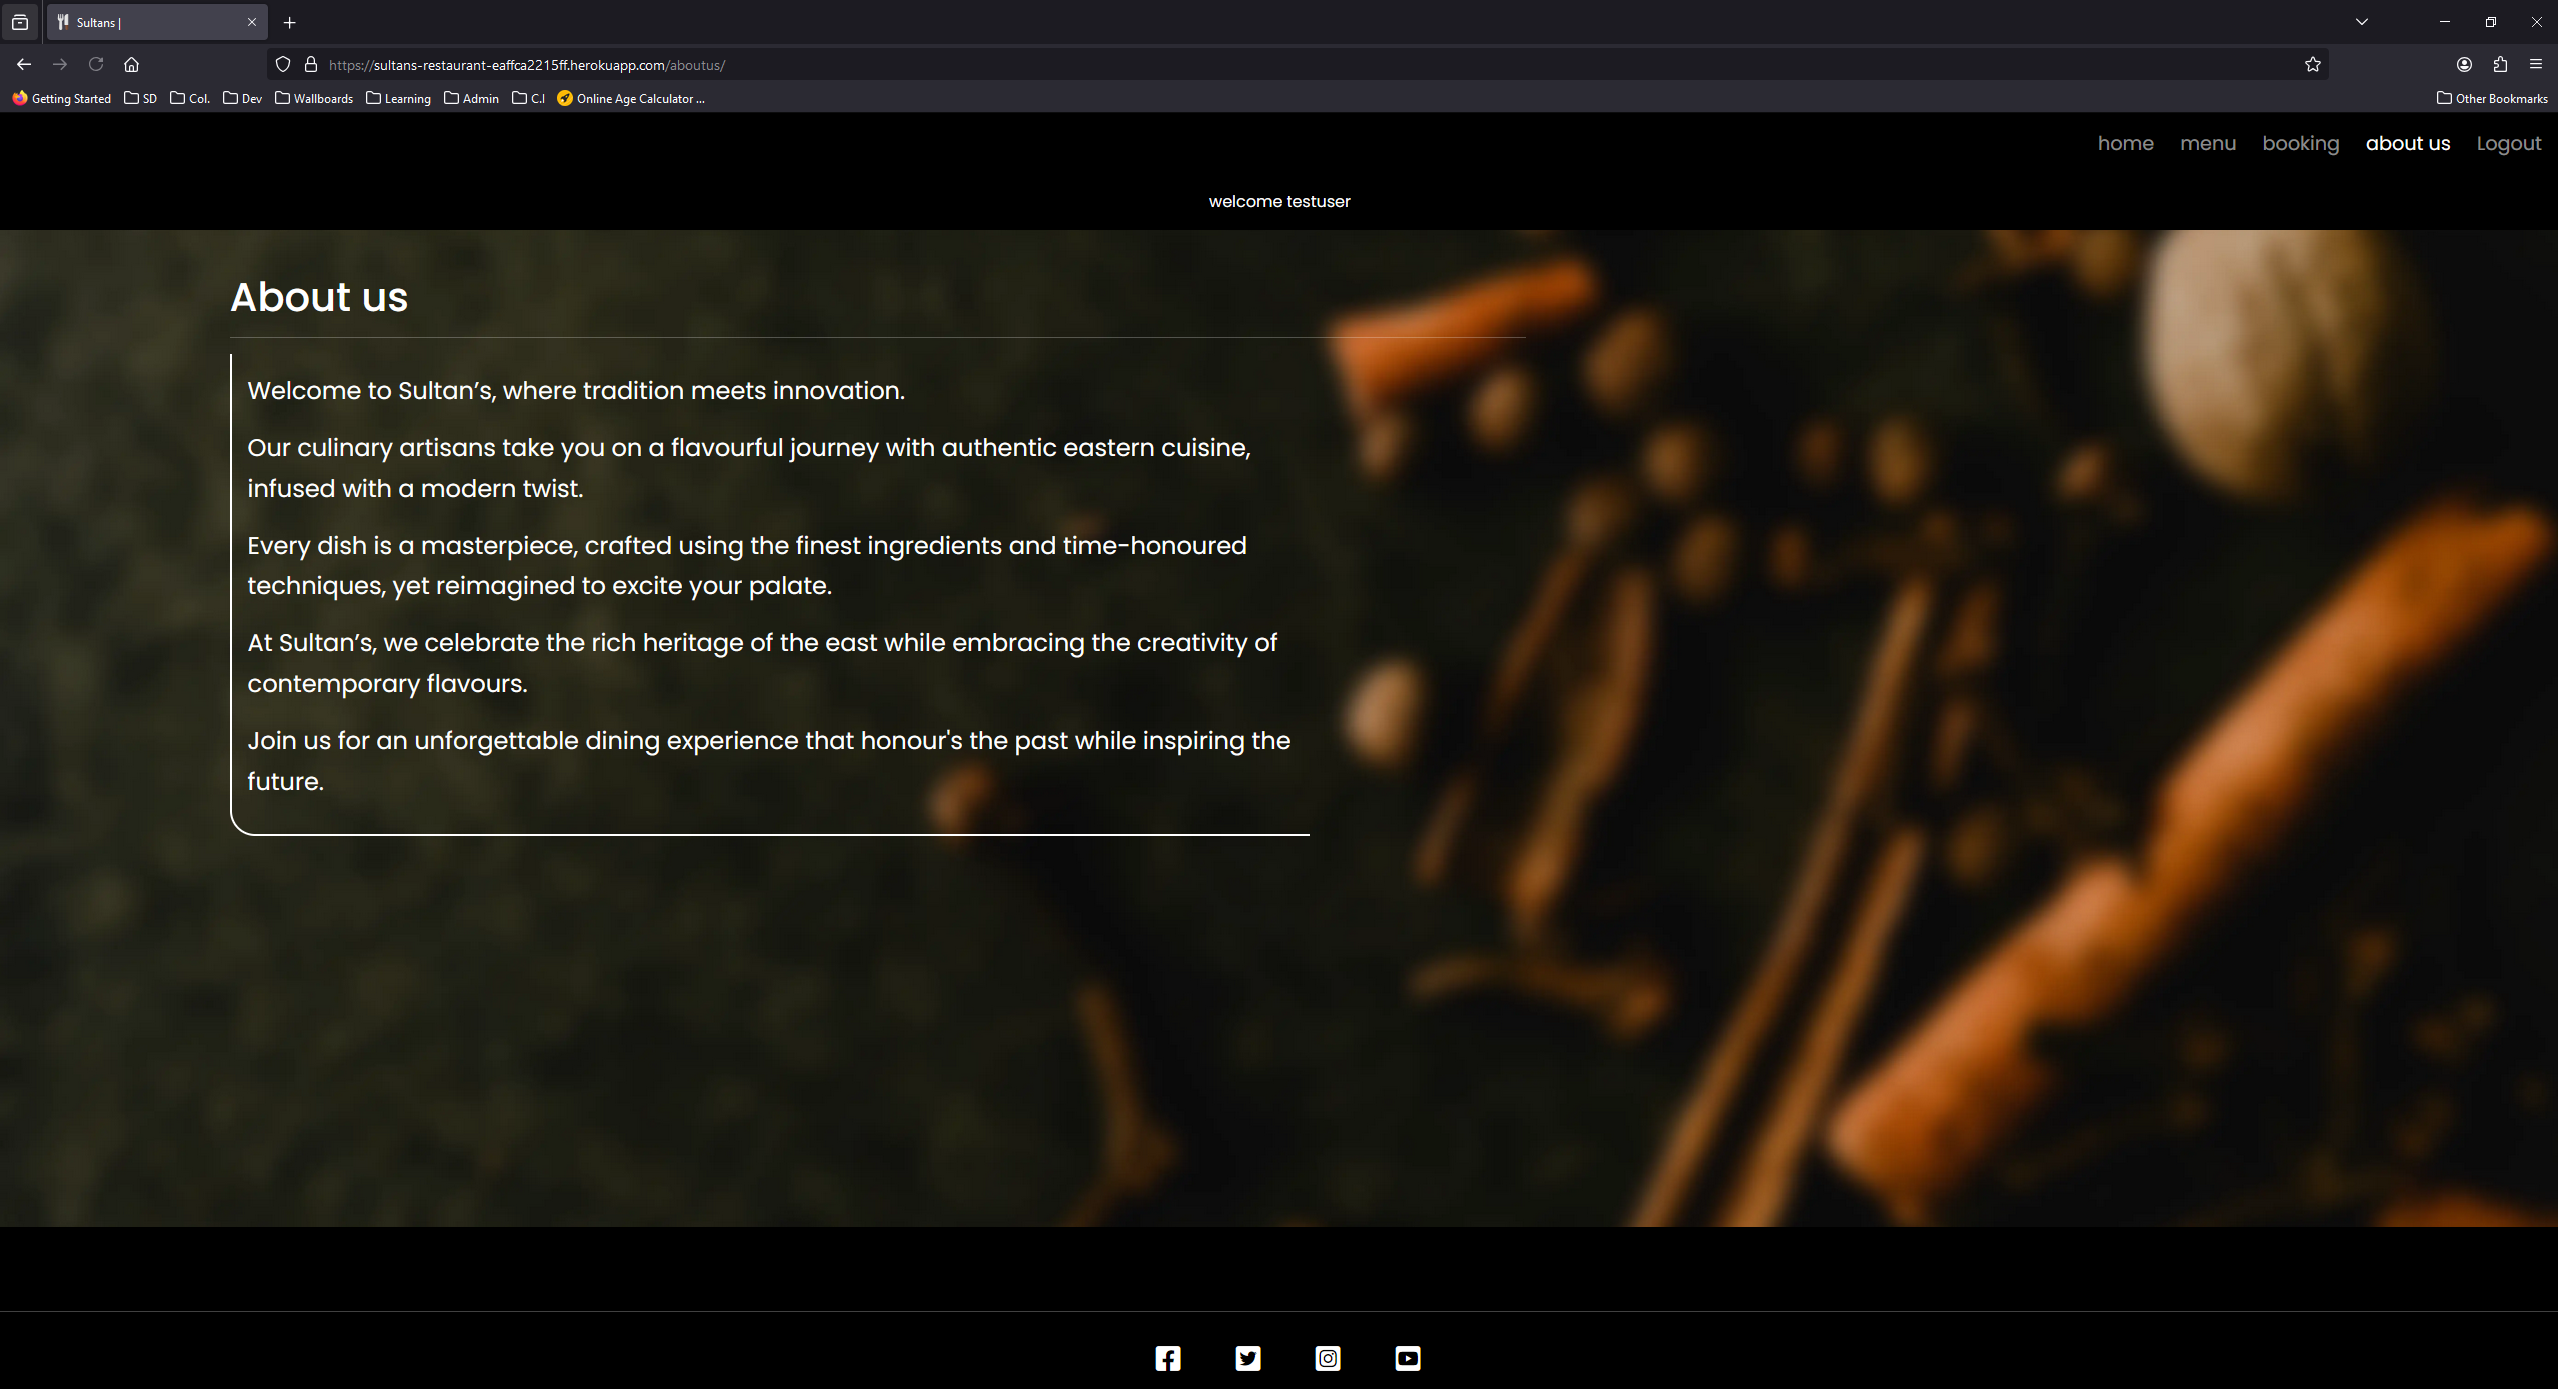 Sultans |
https://sultans-restaurant-eaffca2215ff.herokuapp.com/aboutus/
Getting Started SD Col. Dev Wallboards Learning Admin C.I Online Age Calculator ... Other Bookmarks
home menu booking about us Logout
welcome testuser
About us
Welcome to Sultan’s, where tradition meets innovation.
Our culinary artisans take you on a flavourful journey with authentic eastern cuisine,
infused with a modern twist.
Every dish is a masterpiece, crafted using the finest ingredients and time-honoured
techniques, yet reimagined to excite your palate.
At Sultan’s, we celebrate the rich heritage of the east while embracing the creativity of
contemporary flavours.
Join us for an unforgettable dining experience that honour's the past while inspiring the
future.